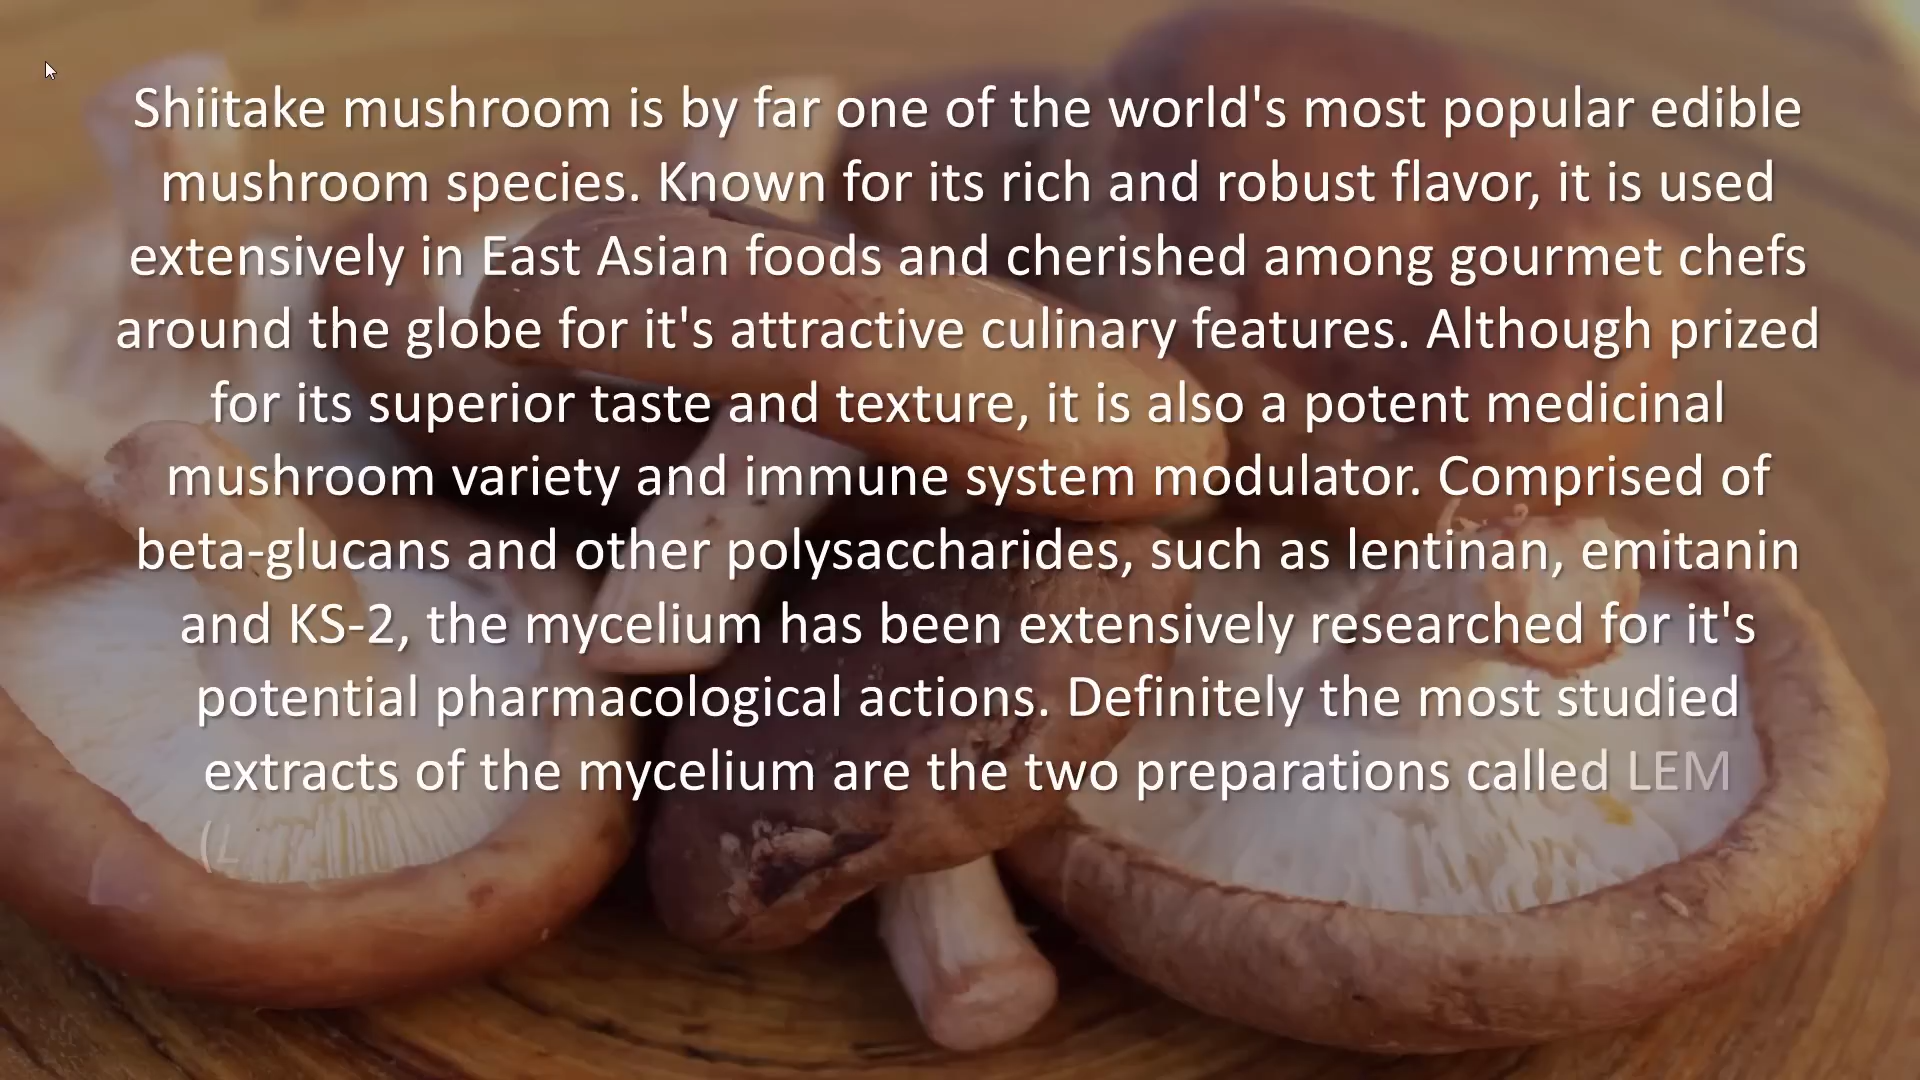 Shiitake mushroom is by far one of the world's most popular edible
mushroom species. Known for its rich and robust flavor, it is used
extensively in East Asian foods and cherished among gourmet chefs
around the globe for it's attractive culinary features. Although prized
for its superior taste and texture, it is also a potent medicinal
mushroom variety and immune system modulator. Comprised of
beta-glucans and other polysaccharides, such as lentinan, emitanin
and KS-2, the mycelium has been extensively researched for it's
potential pharmacological actions. Definitely the most studied
extracts of the mycelium are the two preparations called LEM
(L